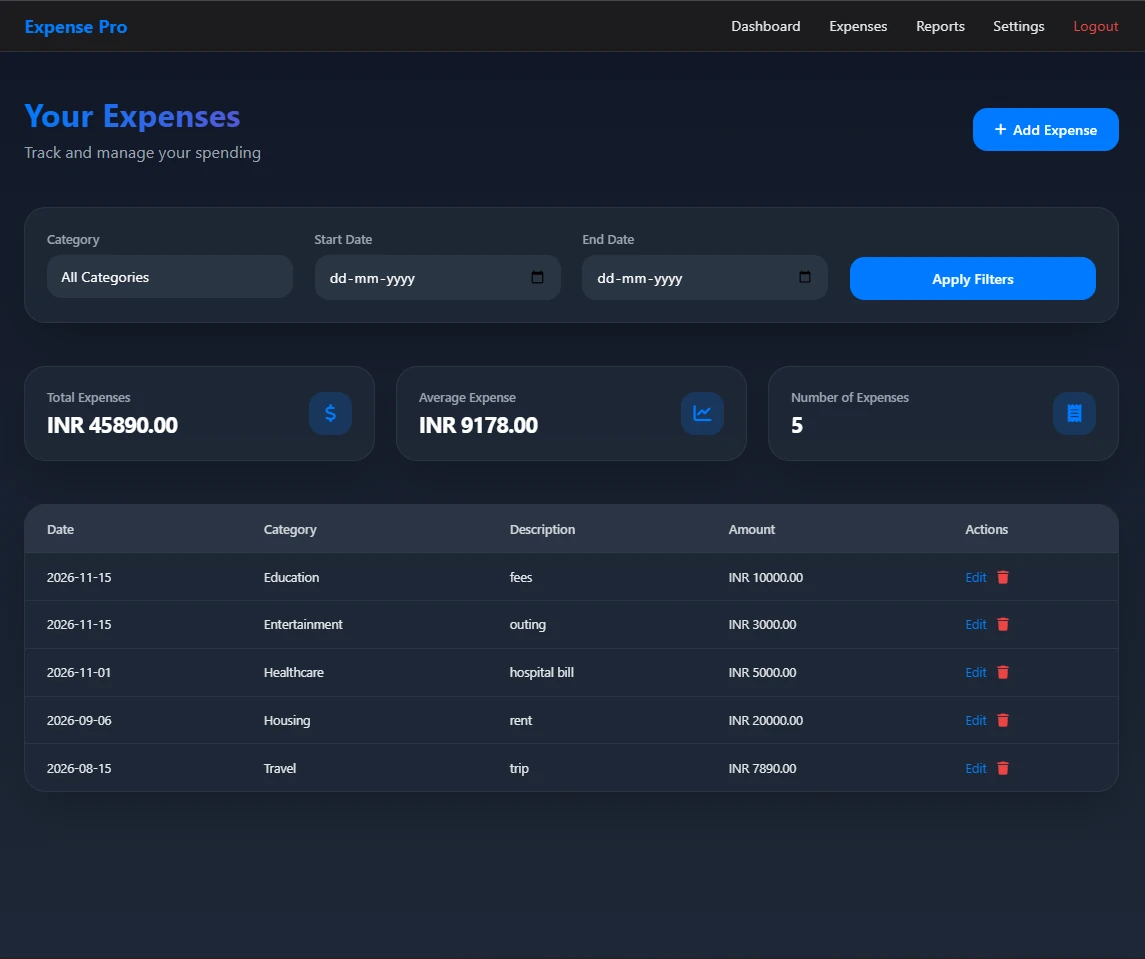 Expense Pro Dashboard Expenses Reports Settings Logout
Your Expenses
Track and manage your spending
+ Add Expense
Category Start Date End Date
All Categories dd-mm-yyyy dd-mm-yyyy Apply Filters
Total Expenses Average Expense Number of Expenses
INR 45890.00 $ INR 9178.00 5
Date Category Description Amount Actions
2026-11-15 Education fees INR 10000.00 Edit
2026-11-15 Entertainment outing INR 3000.00 Edit
2026-11-01 Healthcare hospital bill INR 5000.00 Edit
2026-09-06 Housing rent INR 20000.00 Edit
2026-08-15 Travel trip INR 7890.00 Edit